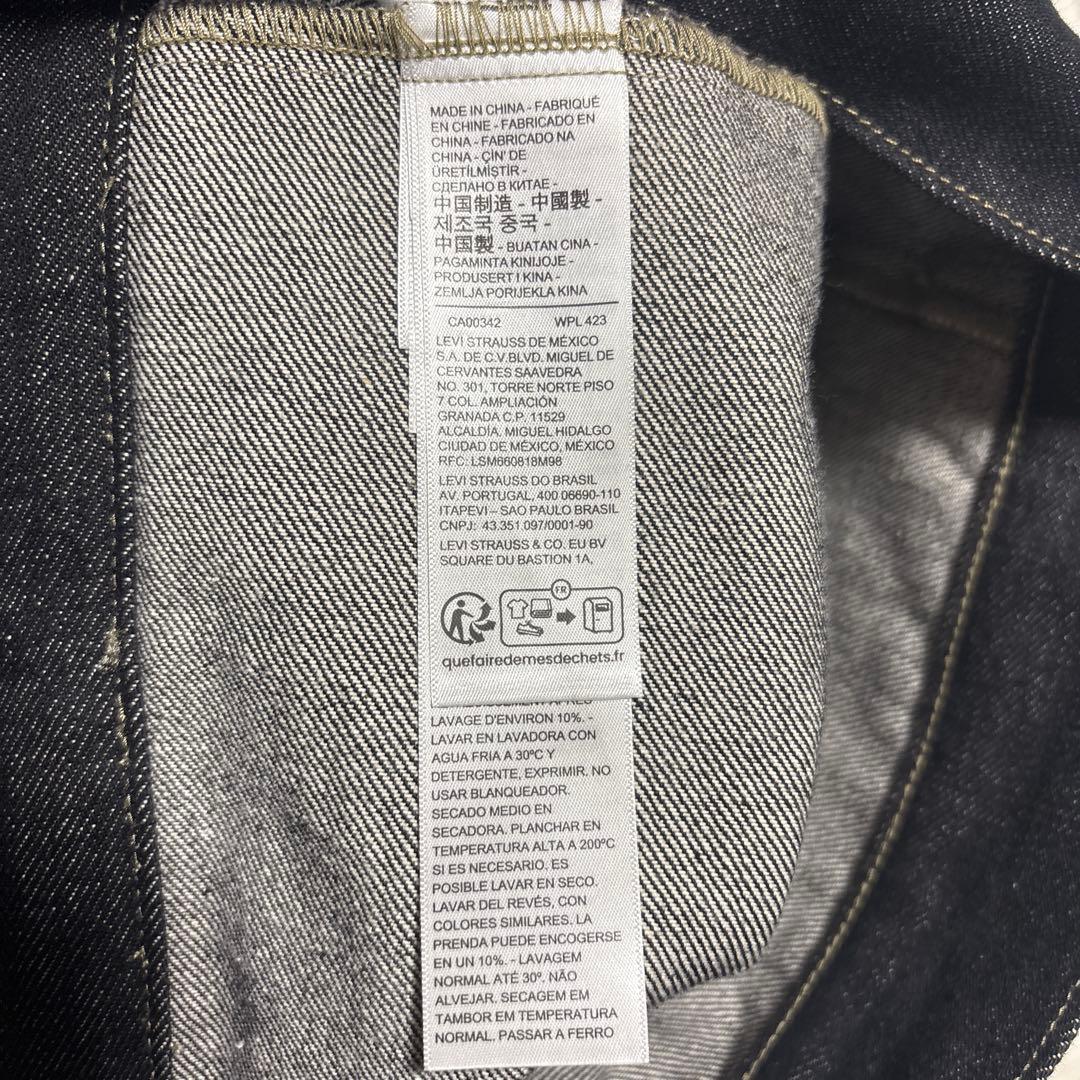 MADE IN CHINA - FABRIQUÉ
EN CHINE - FABRICADO EN
CHINA - FABRICADO NA
CHINA - ÇİN' DE
ÜRETİLMİŞTİR -
СДЕЛАНО В КИТАЕ -
中国制造 - 中國製 -
제조국 중국 -
中国製 - BUATAN CINA -
PAGAMINTA KINIJOJE -
PRODUSERT I KINA -
ZEMLJA PORIJEKLA KINA
CA00342 WPL 423
LEVI STRAUSS DE MÉXICO
S.A. DE C.V.BLVD. MIGUEL DE
CERVANTES SAAVEDRA
NO. 301, TORRE NORTE PISO
7 COL. AMPLIACIÓN
GRANADA C.P. 11529
ALCALDÍA. MIGUEL HIDALGO
CIUDAD DE MÉXICO, MÉXICO
RFC: LSM660818M98
LEVI STRAUSS DO BRASIL
AV. PORTUGAL, 400 06690-110
ITAPEVI – SAO PAULO BRASIL
CNPJ: 43.351.097/0001-90
LEVI STRAUSS & CO. EU BV
SQUARE DU BASTION 1A,
FR
quefairedemesdechets.fr
LAVAGE D'ENVIRON 10%. -
LAVAR EN LAVADORA CON
AGUA FRIA A 30ºC Y
DETERGENTE, EXPRIMIR. NO
USAR BLANQUEADOR.
SECADO MEDIO EN
SECADORA. PLANCHAR EN
TEMPERATURA ALTA A 200ºC
SI ES NECESARIO, ES
POSIBLE LAVAR EN SECO.
LAVAR DEL REVÉS, CON
COLORES SIMILARES. LA
PRENDA PUEDE ENCOGERSE
EN UN 10%. - LAVAGEM
NORMAL ATÉ 30º. NÃO
ALVEJAR. SECAGEM EM
TAMBOR EM TEMPERATURA
NORMAL. PASSAR A FERRO